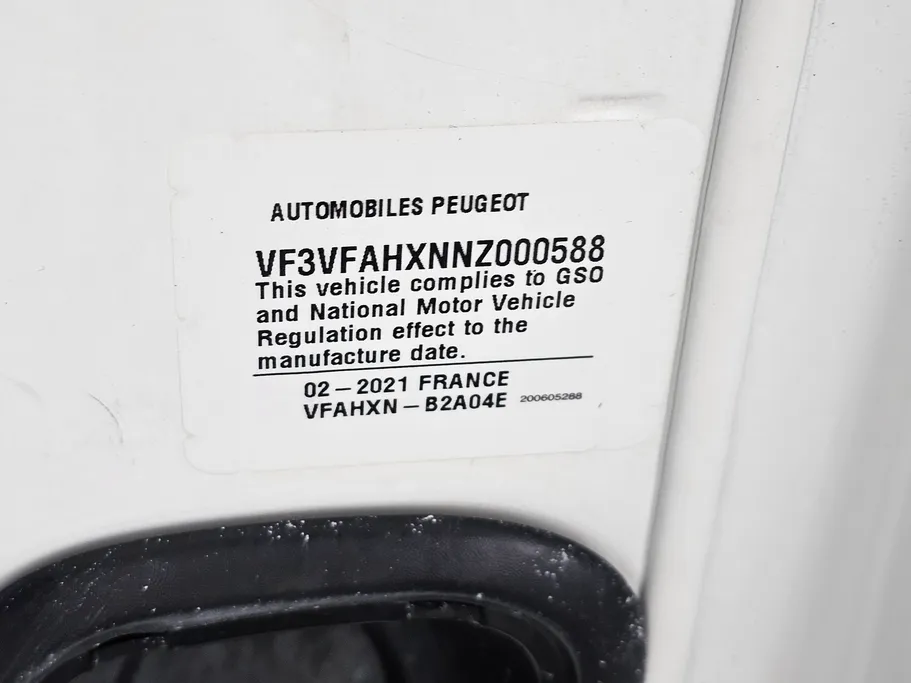 AUTOMOBILES PEUGEOT
VF3VFAHXNNZ000588
This vehicle complies to GSO
and National Motor Vehicle
Regulation effect to the
manufacture date.
02 – 2021 FRANCE
VFAHXN – B2A04E 200605288